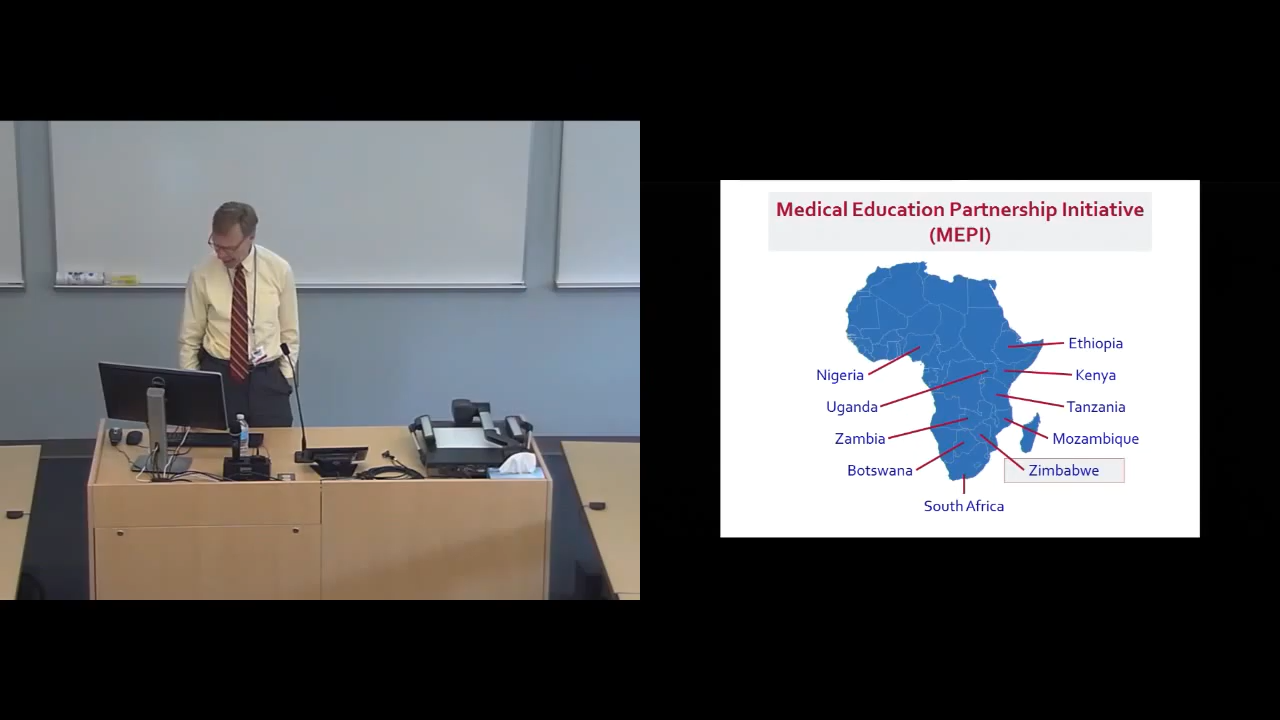 Medical Education Partnership Initiative
(MEPI)
Ethiopia
Nigeria
Kenya
Uganda
Tanzania
Zambia
Mozambique
Botswana
Zimbabwe
South Africa